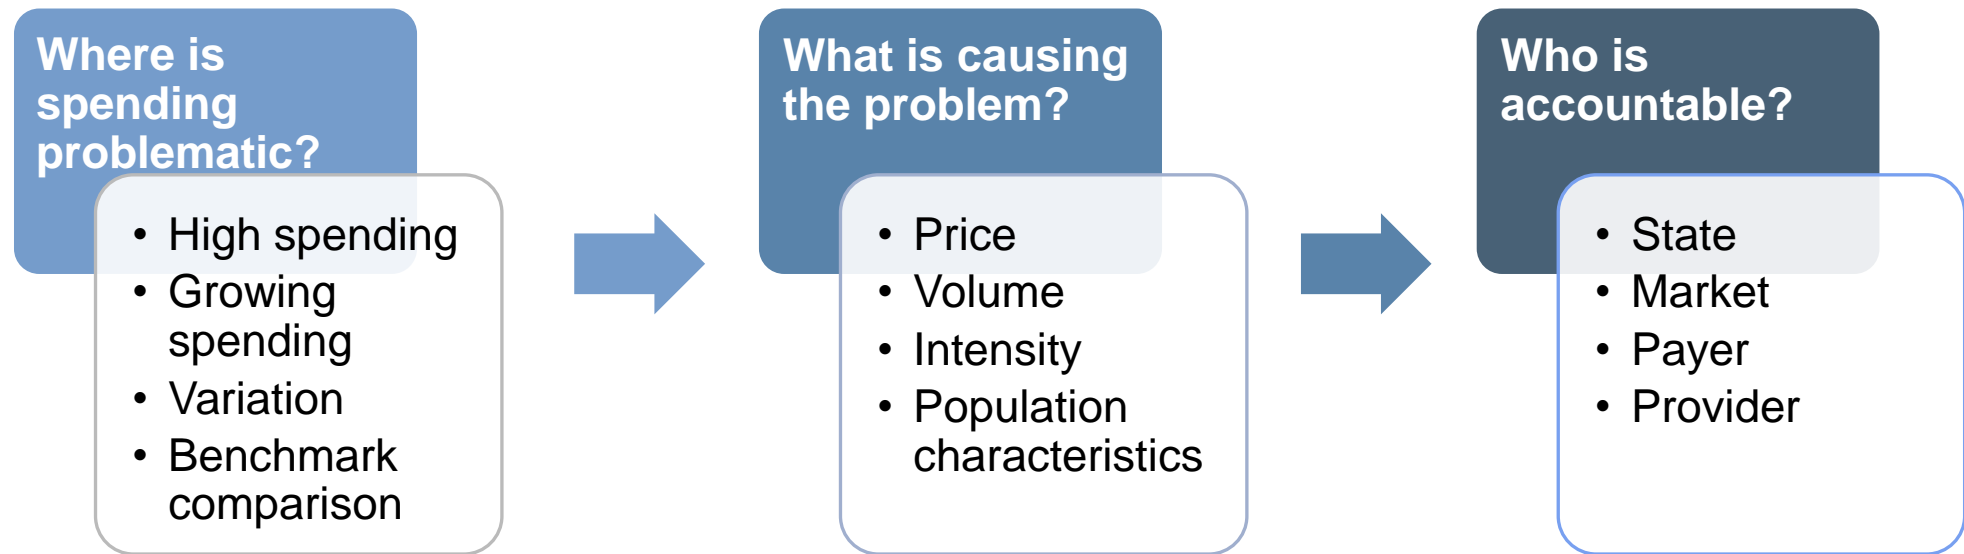 Where is
spending
problematic?
• High spending
• Growing
spending
• Variation
• Benchmark
comparison
What is causing
the problem?
• Price
• Volume
• Intensity
• Population
characteristics
Who is
accountable?
• State
• Market
• Payer
• Provider